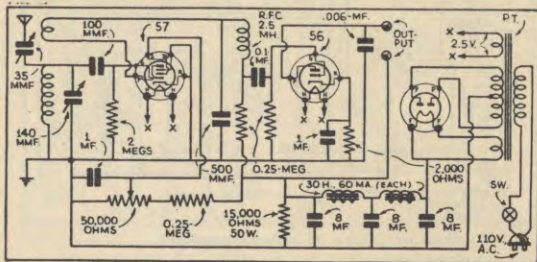 100
MMF.
57
R.F.C.
2.5
MH.
0.1
MF.
56
.006-MF.
OUT-
PUT
X
2.5V.
X
P.T.
35
MMF
140
MMF.
1
MF.
2
MEGS
X X
500
MMF.
0.25-MEG.
X X
1
MF.
2,000
OHMS
50,000
OHMS
0.25-
MEG.
15,000
OHMS
50 W.
30 H., 60 MA. (EACH)
8
MF.
8
MF.
8
MF.
SW.
110V.
A.C.